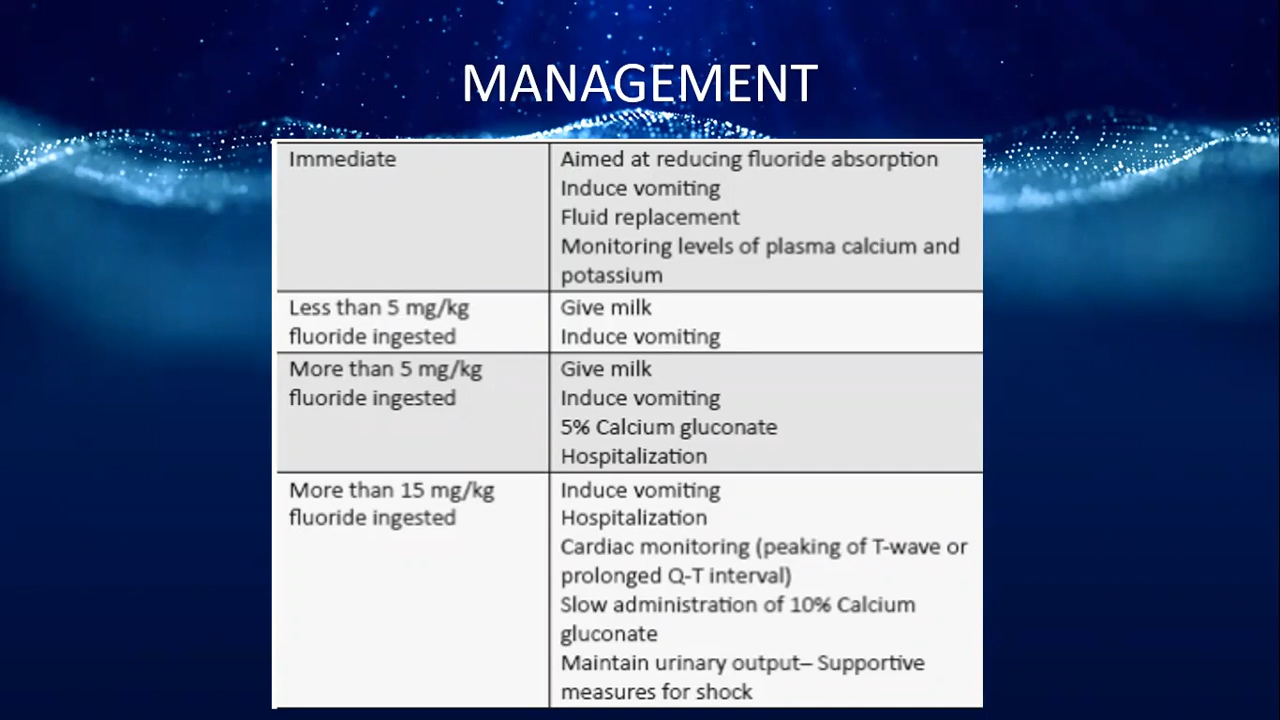 MANAGEMENT
Immediate
Aimed at reducing fluoride absorption
Induce vomiting
Fluid replacement
Monitoring levels of plasma calcium and
potassium
Less than 5 mg/kg
fluoride ingested
Give milk
Induce vomiting
More than 5 mg/kg
fluoride ingested
Give milk
Induce vomiting
5% Calcium gluconate
Hospitalization
More than 15 mg/kg
fluoride ingested
Induce vomiting
Hospitalization
Cardiac monitoring (peaking of T-wave or
prolonged Q-T interval)
Slow administration of 10% Calcium
gluconate
Maintain urinary output– Supportive
measures for shock